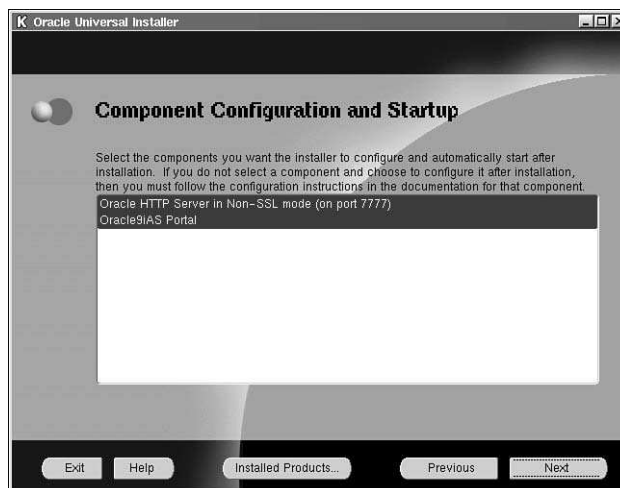 K Oracle Universal Installer
Component Configuration and Startup
Select the components you want the installer to configure and automatically start after
installation. If you do not select a component and choose to configure it after installation,
then you must follow the configuration instructions in the documentation for that component.
Oracle HTTP Server in Non-SSL mode (on port 7777)
Oracle9iAS Portal
Exit Help Installed Products... Previous Next